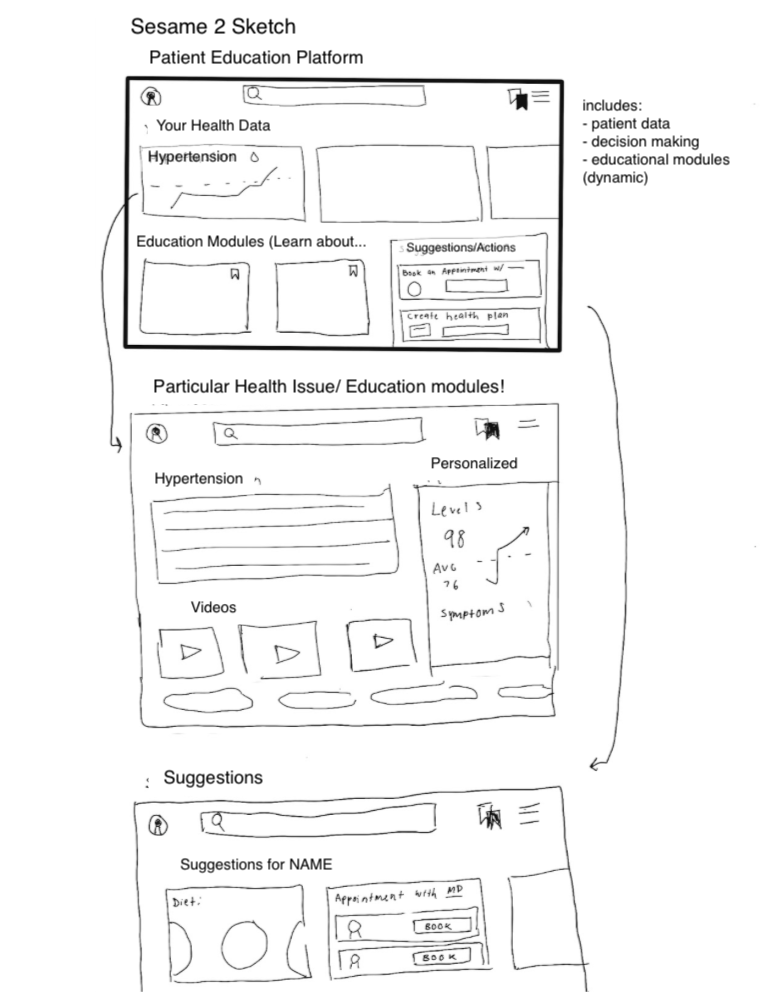 Sesame 2 Sketch
Patient Education Platform
includes:
- patient data
- decision making
- educational modules
(dynamic)
Your Health Data
Hypertension
Education Modules (Learn about...
Suggestions/Actions
Book an Appointment w/
Create health plan
Particular Health Issue/ Education modules!
Personalized
Hypertension
Levels
98
AVG
76
Symptoms
Videos
Suggestions
Suggestions for NAME
Diet:
Appointment with MD
BOOK
BOOK